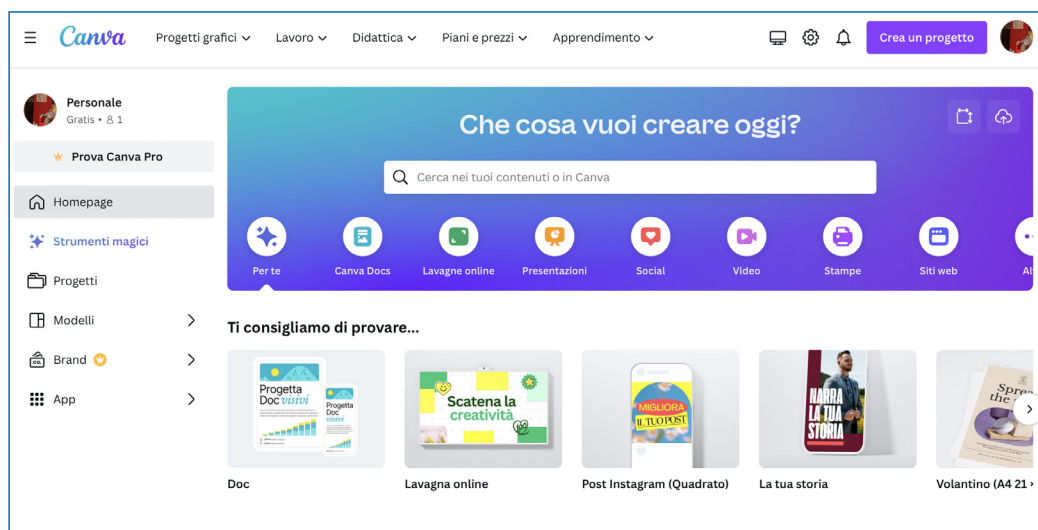 Canva
Progetti grafici
Lavoro
Didattica
Piani e prezzi
Apprendimento
Crea un progetto
Personale
Gratis • 1
Prova Canva Pro
Homepage
Strumenti magici
Progetti
Modelli
Brand
App
Che cosa vuoi creare oggi?
Cerca nei tuoi contenuti o in Canva
Per te
Canva Docs
Lavagne online
Presentazioni
Social
Video
Stampe
Siti web
Ti consigliamo di provare...
Progetta
Doc visivi
Progetta
Doc
visivi
Scatena la
creatività
MIGLIORA
IL TUO POST
NARRA
LA TUA
STORIA
Doc
Lavagna online
Post Instagram (Quadrato)
La tua storia
Volantino (A4 21